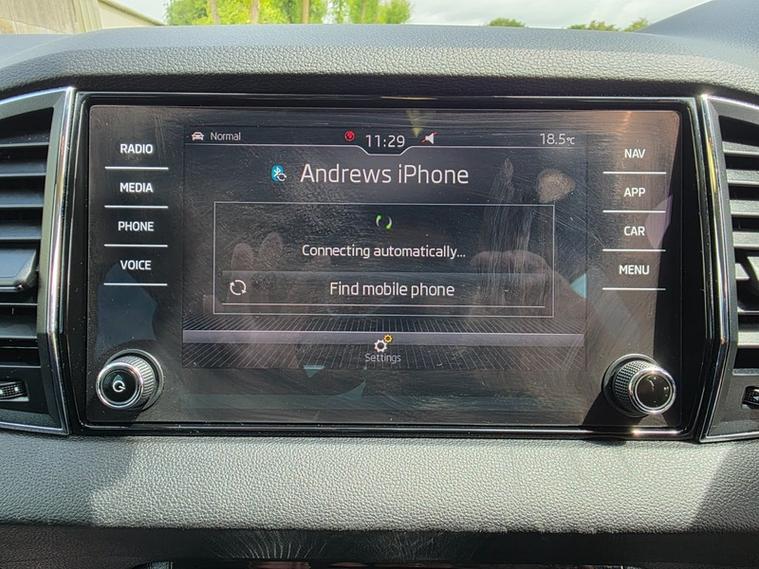 Normal 11:29 18.5°C
Andrews iPhone
Connecting automatically...
Find mobile phone
Settings
RADIO
MEDIA
PHONE
VOICE
NAV
APP
CAR
MENU